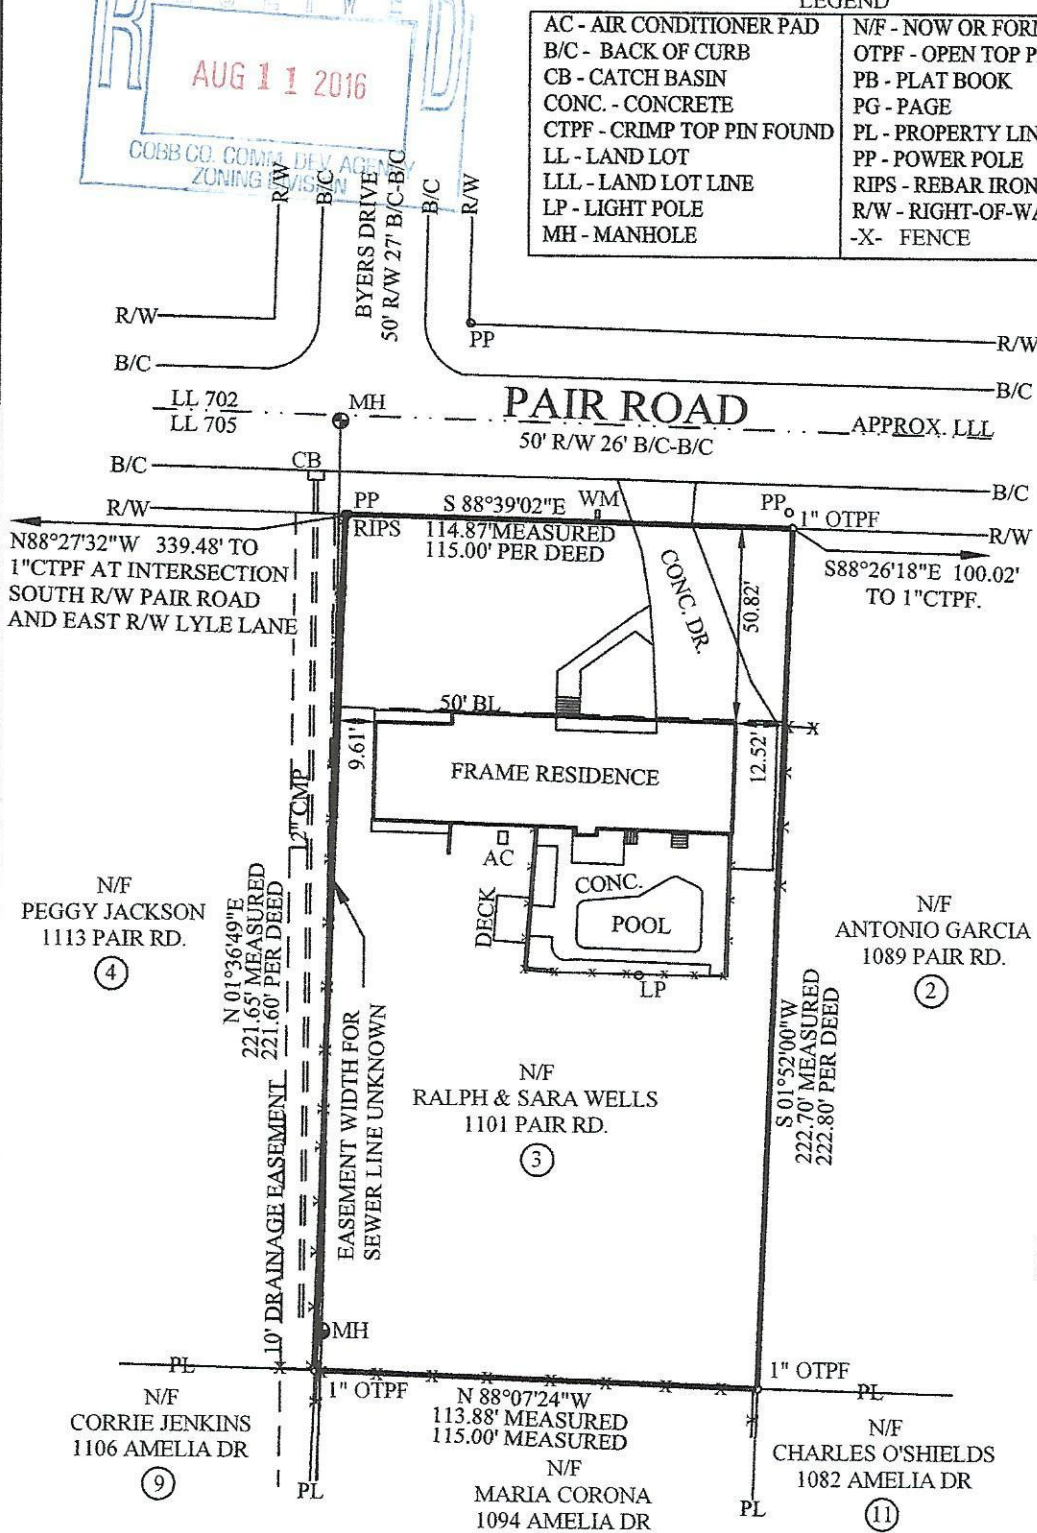 R
D
AUG 1 1 2016
COBB CO. COMM. DEV. AGENCY
ZONING DIVISION
LEGEND
AC - AIR CONDITIONER PAD
B/C - BACK OF CURB
CB - CATCH BASIN
CONC. - CONCRETE
CTPF - CRIMP TOP PIN FOUND
LL - LAND LOT
LLL - LAND LOT LINE
LP - LIGHT POLE
MH - MANHOLE
N/F - NOW OR FORM
OTPF - OPEN TOP P
PB - PLAT BOOK
PG - PAGE
PL - PROPERTY LIN
PP - POWER POLE
RIPS - REBAR IRON
R/W - RIGHT-OF-WA
-X- FENCE
R/W
B/C
BYERS DRIVE
50' R/W 27' B/C-B/C
B/C
R/W
R/W
B/C
PP
R/W
B/C
LL 702
LL 705
MH
PAIR ROAD
50' R/W 26' B/C-B/C
APPROX. LLL
B/C
CB
B/C
R/W
PP
RIPS
S 88°39'02"E
114.87' MEASURED
115.00' PER DEED
WM
PP
1" OTPF
R/W
N88°27'32"W 339.48' TO
1"CTPF AT INTERSECTION
SOUTH R/W PAIR ROAD
AND EAST R/W LYLE LANE
S88°26'18"E 100.02'
TO 1"CTPF.
CONC. DR.
50.82'
50' BL
9.61'
FRAME RESIDENCE
12.52'
X
12" CMP
AC
DECK
CONC.
POOL
LP
N/F
PEGGY JACKSON
1113 PAIR RD.
4
N 01°36'49"E
221.65' MEASURED
221.60' PER DEED
N/F
ANTONIO GARCIA
1089 PAIR RD.
2
S 01°52'00"W
222.70' MEASURED
222.80' PER DEED
N/F
RALPH & SARA WELLS
1101 PAIR RD.
3
EASEMENT WIDTH FOR
SEWER LINE UNKNOWN
10' DRAINAGE EASEMENT
MH
PL
1" OTPF
N 88°07'24"W
113.88' MEASURED
115.00' MEASURED
1" OTPF
PL
N/F
CORRIE JENKINS
1106 AMELIA DR
9
PL
N/F
MARIA CORONA
1094 AMELIA DR
PL
N/F
CHARLES O'SHIELDS
1082 AMELIA DR
11